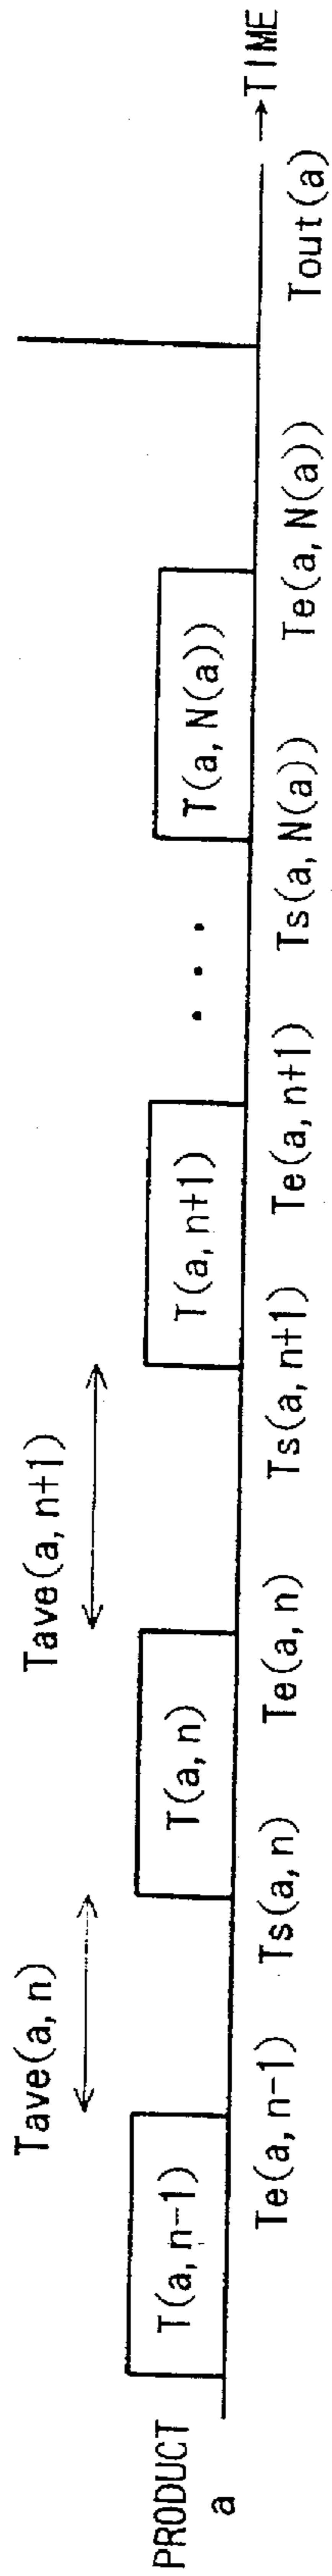 Tave(a, n)
Tave(a, n+1)
PRODUCT
a
T(a, n-1)
T(a, n)
T(a, n+1)
. . .
T(a, N(a))
→TIME
Te(a, n-1)
Ts(a, n)
Te(a, n)
Ts(a, n+1)
Te(a, n+1)
Ts(a, N(a))
Te(a, N(a))
Tout(a)